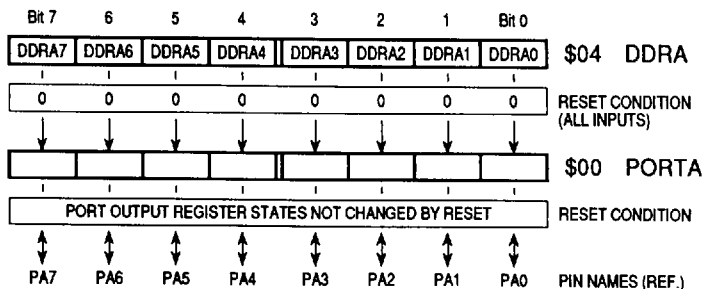 Bit 7 6 5 4 3 2 1 Bit 0
DDRA7 DDRA6 DDRA5 DDRA4 DDRA3 DDRA2 DDRA1 DDRA0 $04 DDRA
0 0 0 0 0 0 0 0 RESET CONDITION
(ALL INPUTS)
$00 PORTA
PORT OUTPUT REGISTER STATES NOT CHANGED BY RESET RESET CONDITION
PA7 PA6 PA5 PA4 PA3 PA2 PA1 PA0 PIN NAMES (REF.)